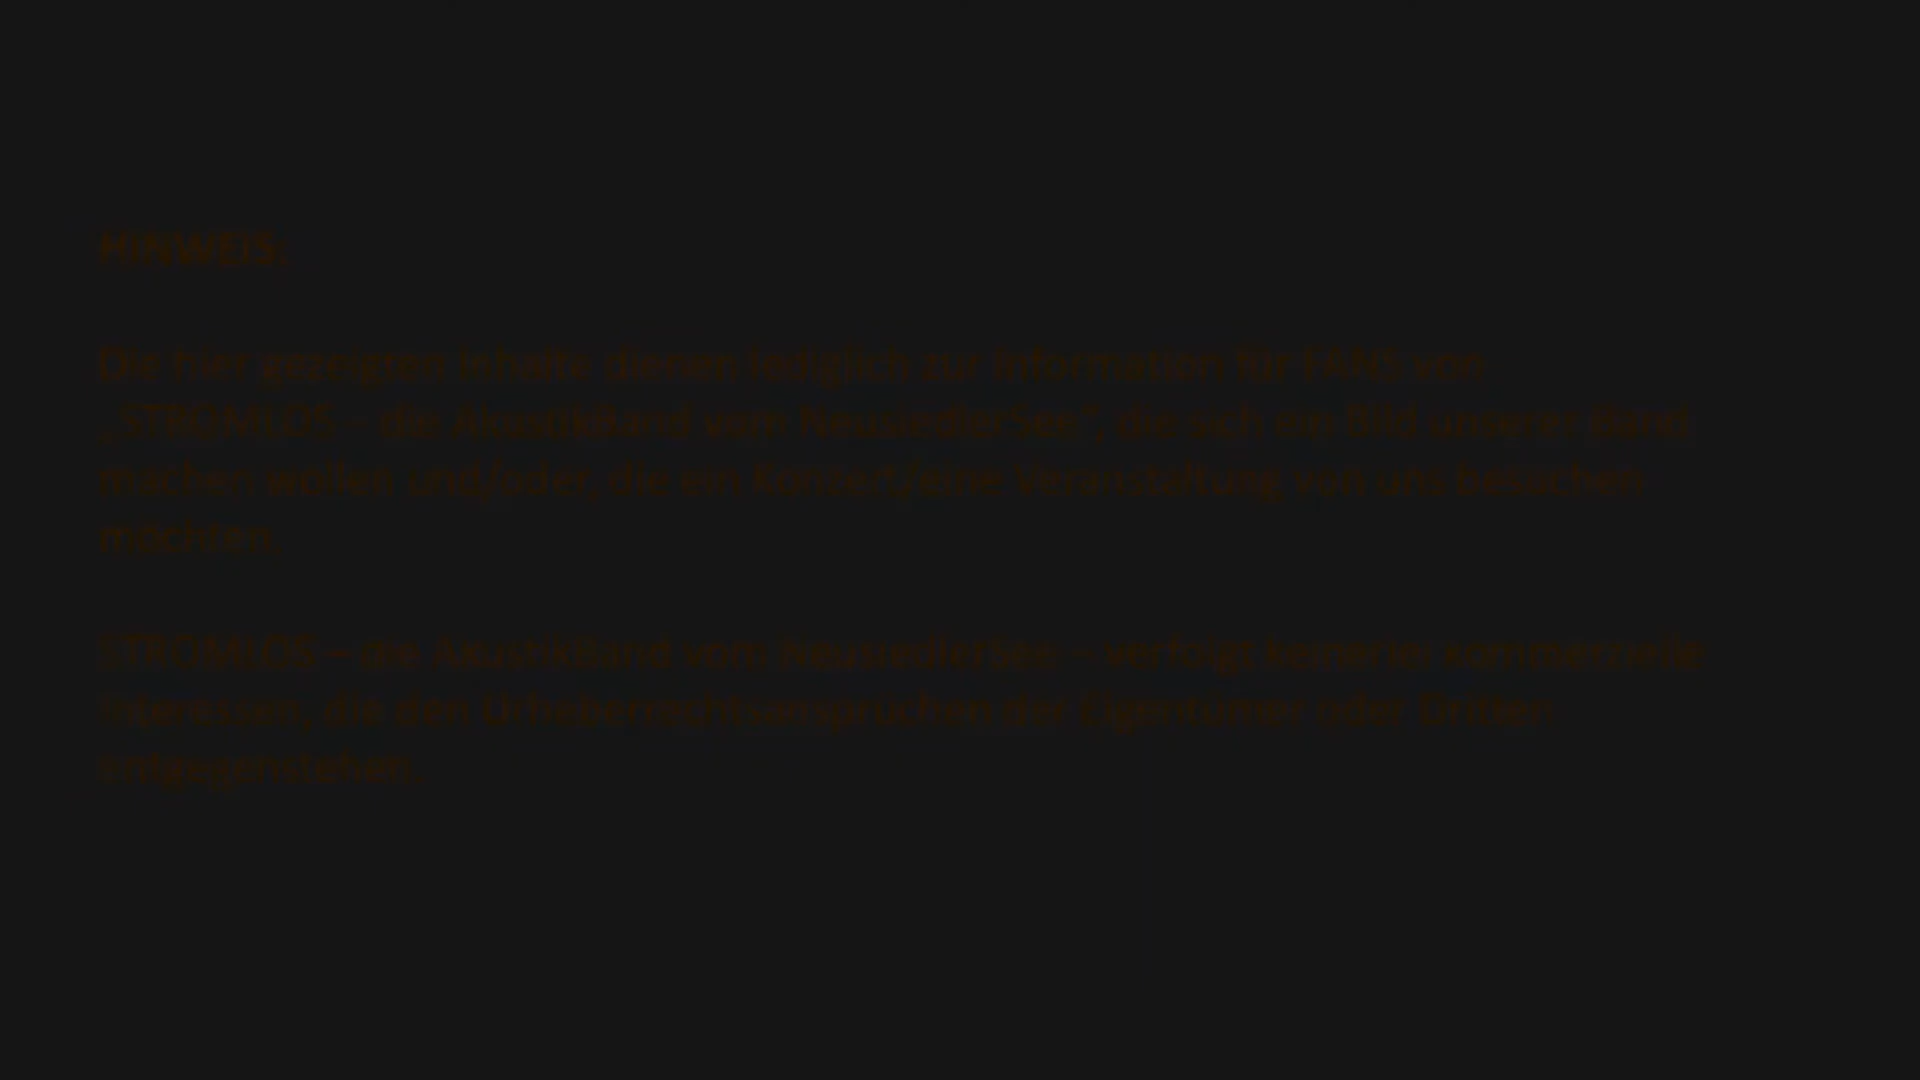 HINWEIS:
Die hier gezeigten Inhalte dienen lediglich zur Information für FANS von
„STROMLOS – die AkustikBand vom NeusiedlerSee“, die sich ein Bild unserer Band
machen wollen und/oder, die ein Konzert/eine Veranstaltung von uns besuchen
möchten.
STROMLOS – die AkustikBand vom NeusiedlerSee – verfolgt keinerlei kommerzielle
Interessen, die den Urheberrechtsansprüchen der Eigentümer oder Dritten
entgegenstehen.